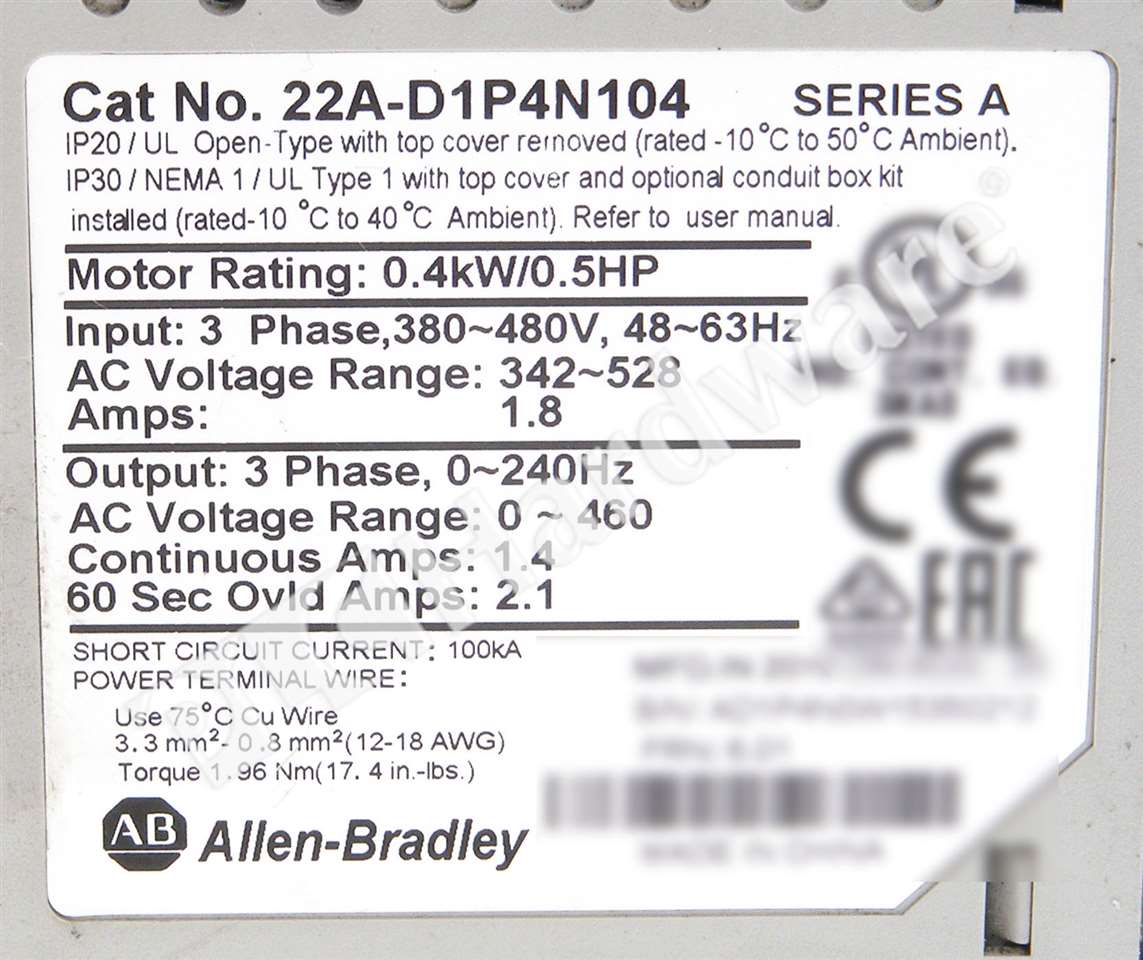 Cat No. 22A-D1P4N104 SERIES A
IP20 / UL Open-Type with top cover removed (rated -10°C to 50°C Ambient).
IP30 / NEMA 1 / UL Type 1 with top cover and optional conduit box kit
installed (rated-10 °C to 40°C Ambient). Refer to user manual.
Motor Rating: 0.4kW/0.5HP
Input: 3 Phase,380~480V, 48~63Hz
AC Voltage Range: 342~528
Amps: 1.8
Output: 3 Phase, 0~240Hz
AC Voltage Range: 0 ~ 460
Continuous Amps: 1.4
60 Sec Ovld Amps: 2.1
SHORT CIRCUIT CURRENT: 100kA
POWER TERMINAL WIRE:
Use 75°C Cu Wire
3.3 mm²- 0.8 mm²(12-18 AWG)
Torque 1.96 Nm(17.4 in.-lbs.)
AB Allen-Bradley
CE
EAC
MADE IN CHINA